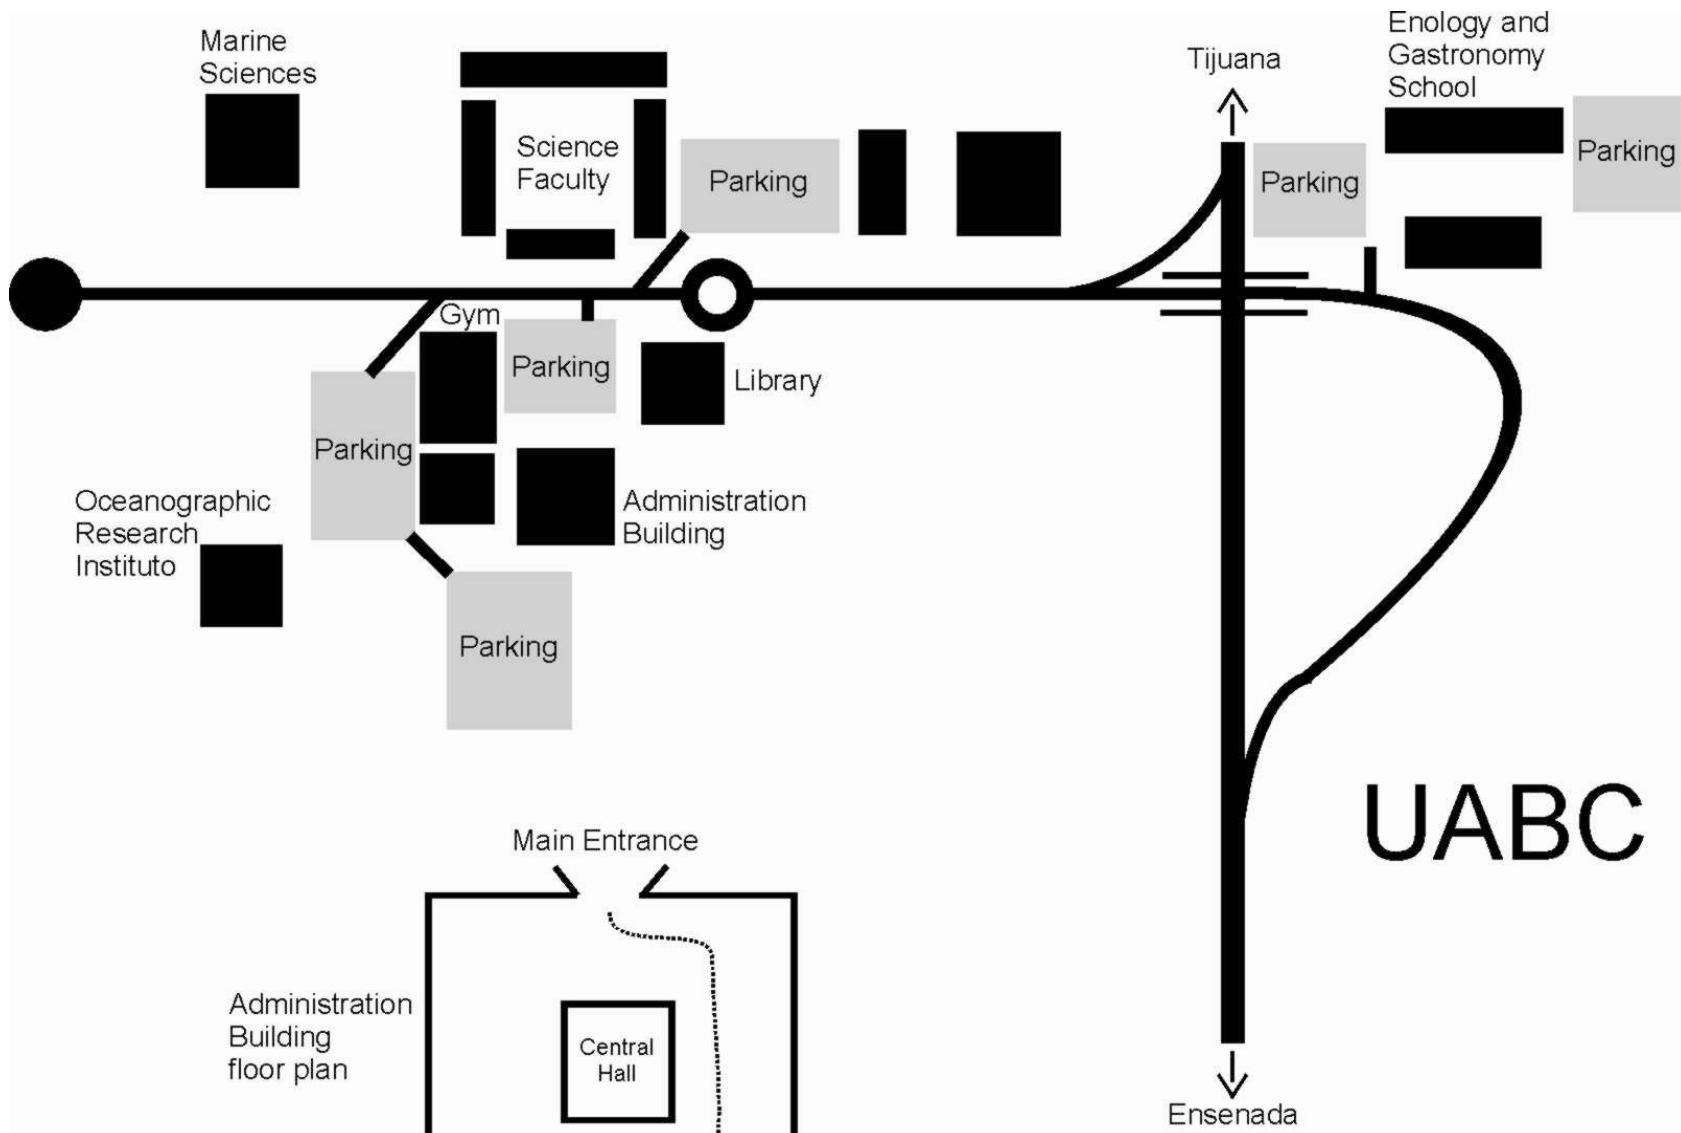 Marine
Sciences
Science
Faculty
Parking
Tijuana
Enology and
Gastronomy
School
Parking
Parking
Gym
Parking
Library
Parking
Oceanographic
Research
Instituto
Administration
Building
Parking
UABC
Main Entrance
Administration
Building
floor plan
Central
Hall
Ensenada